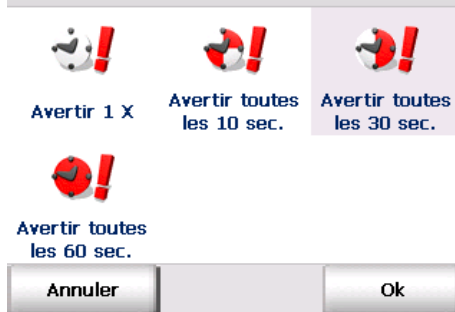 Avertir 1 X
Avertir toutes
les 10 sec.
Avertir toutes
les 30 sec.
Avertir toutes
les 60 sec.
Annuler
Ok